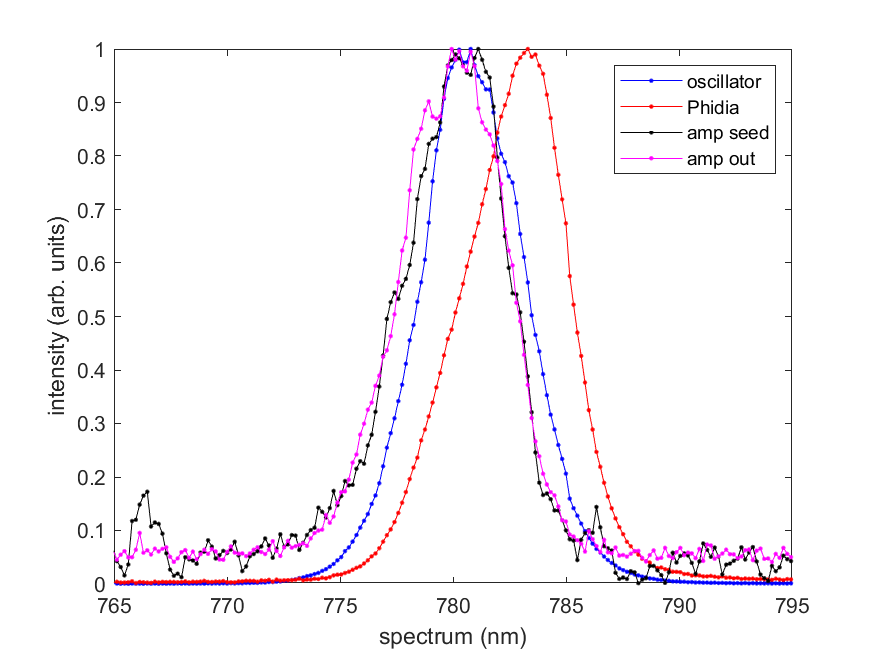 1
0.9
0.8
0.7
0.6
0.5
0.4
0.3
0.2
0.1
0
intensity (arb. units)
oscillator
Phidia
amp seed
amp out
765 770 775 780 785 790 795
spectrum (nm)